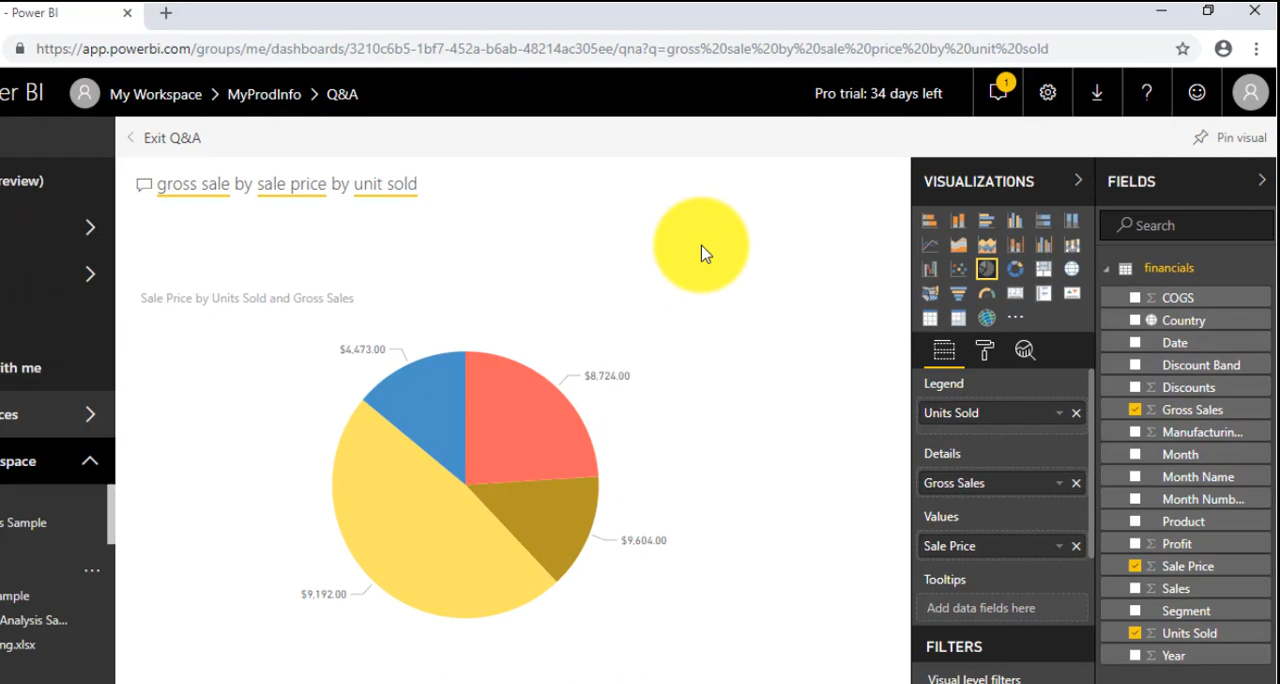 - Power BI
https://app.powerbi.com/groups/me/dashboards/3210c6b5-1bf7-452a-b6ab-48214ac305ee/qna?q=gross%20sale%20by%20sale%20price%20by%20unit%20sold
er BI My Workspace > MyProdInfo > Q&A Pro trial: 34 days left 1 ?
Exit Q&A Pin visual
review)
ith me
ces
space
s Sample
...
ample
Analysis Sa...
ng.xlsx
gross sale by sale price by unit sold
Sale Price by Units Sold and Gross Sales
$4,473.00
$8,724.00
$9,604.00
$9,192.00
VISUALIZATIONS
...
Legend
Units Sold
Details
Gross Sales
Values
Sale Price
Tooltips
Add data fields here
FILTERS
Visual level filters
FIELDS
Search
financials
COGS
Country
Date
Discount Band
Discounts
Gross Sales
Manufacturin...
Month
Month Name
Month Numb...
Product
Profit
Sale Price
Sales
Segment
Units Sold
Year